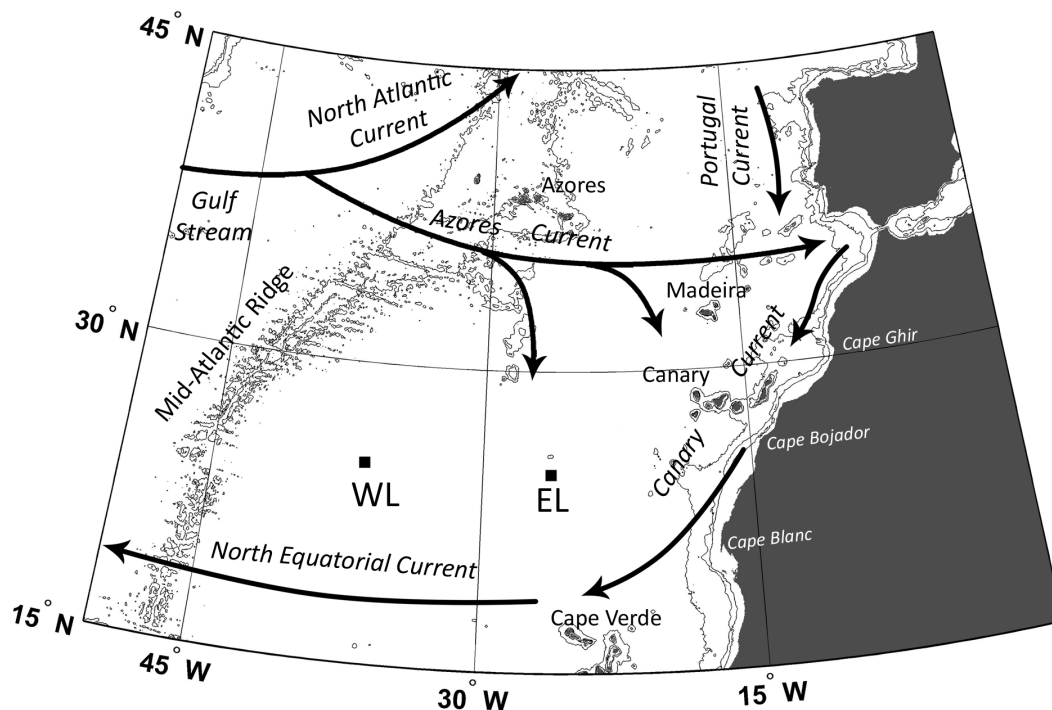 45° N
North Atlantic
Current
Portugal
Current
Azores
Gulf
Stream
Azores Current
Mid-Atlantic Ridge
Madeira
30° N
Cape Ghir
Canary
Canary Current
Cape Bojador
WL
EL
Cape Blanc
North Equatorial Current
Cape Verde
15° N
45° W
30° W
15° W